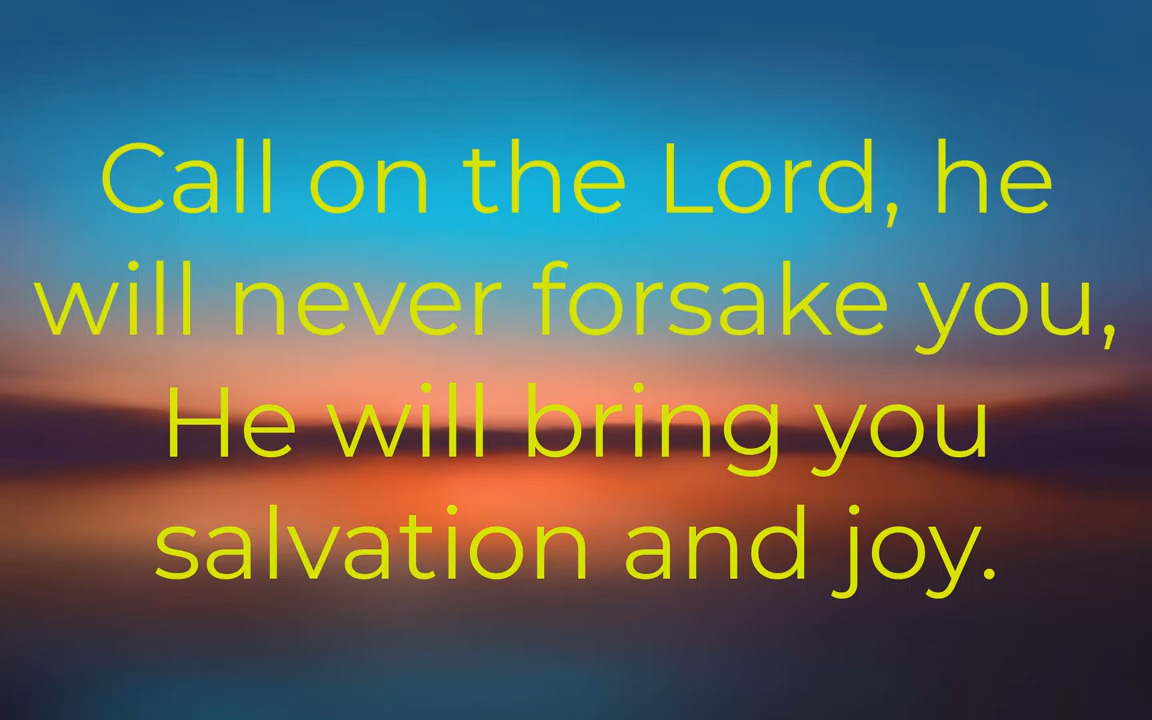 Call on the Lord, he
will never forsake you,
He will bring you
salvation and joy.